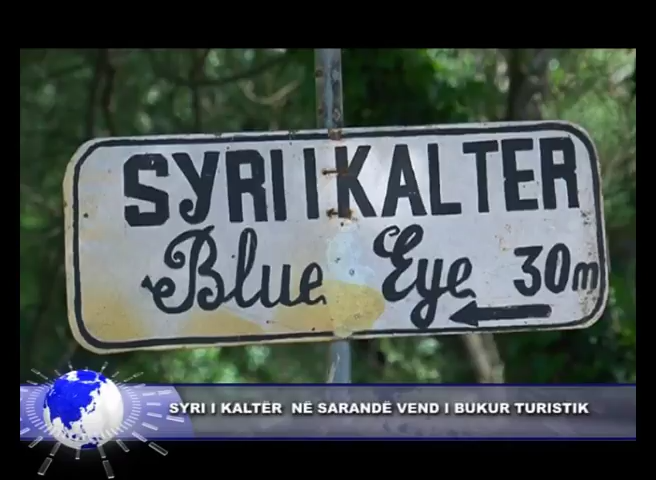 SYRI I KALTER
Blue Eye 30m
SYRI I KALTËR NË SARANDË VEND I BUKUR TURISTIK